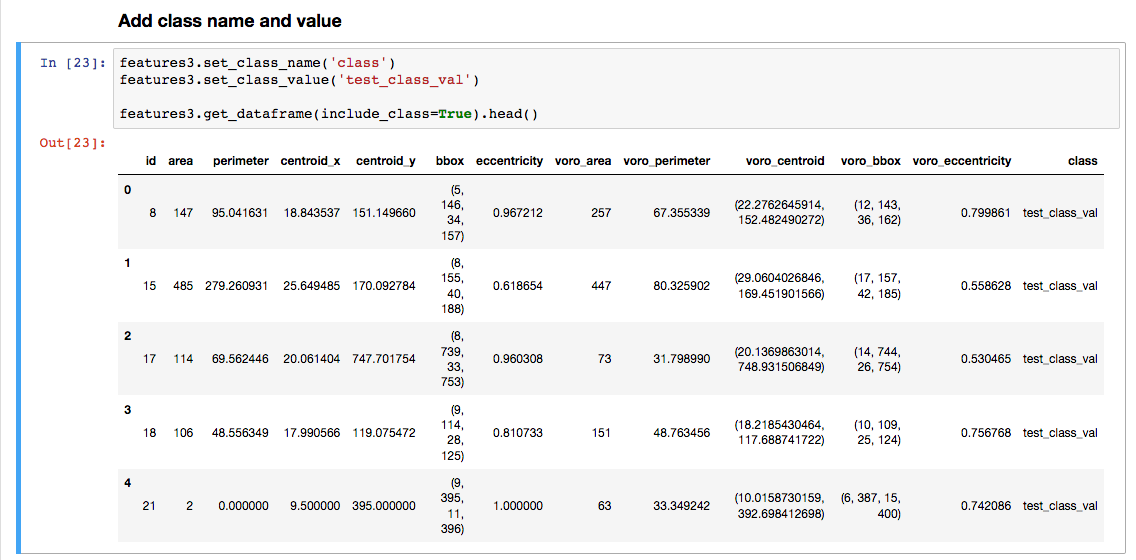 Add class name and value
In [23]:
features3.set_class_name('class')
features3.set_class_value('test_class_val')
features3.get_dataframe(include_class=True).head()
Out[23]:
id area perimeter centroid_x centroid_y bbox eccentricity voro_area voro_perimeter voro_centroid voro_bbox voro_eccentricity class
0
8 147 95.041631 18.843537 151.149660 (5, 146, 34, 157) 0.967212 257 67.355339 (22.2762645914, 152.482490272) (12, 143, 36, 162) 0.799861 test_class_val
1
15 485 279.260931 25.649485 170.092784 (8, 155, 40, 188) 0.618654 447 80.325902 (29.0604026846, 169.451901566) (17, 157, 42, 185) 0.558628 test_class_val
2
17 114 69.562446 20.061404 747.701754 (8, 739, 33, 753) 0.960308 73 31.798990 (20.1369863014, 748.931506849) (14, 744, 26, 754) 0.530465 test_class_val
3
18 106 48.556349 17.990566 119.075472 (9, 114, 28, 125) 0.810733 151 48.763456 (18.2185430464, 117.688741722) (10, 109, 25, 124) 0.756768 test_class_val
4
21 2 0.000000 9.500000 395.000000 (9, 395, 11, 396) 1.000000 63 33.349242 (10.0158730159, 392.698412698) (6, 387, 15, 400) 0.742086 test_class_val